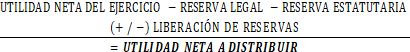 UTILIDAD NETA DEL EJERCICIO − RESERVA LEGAL − RESERVA ESTATUTARIA
(+ / −) LIBERACIÓN DE RESERVAS
= UTILIDAD NETA A DISTRIBUIR